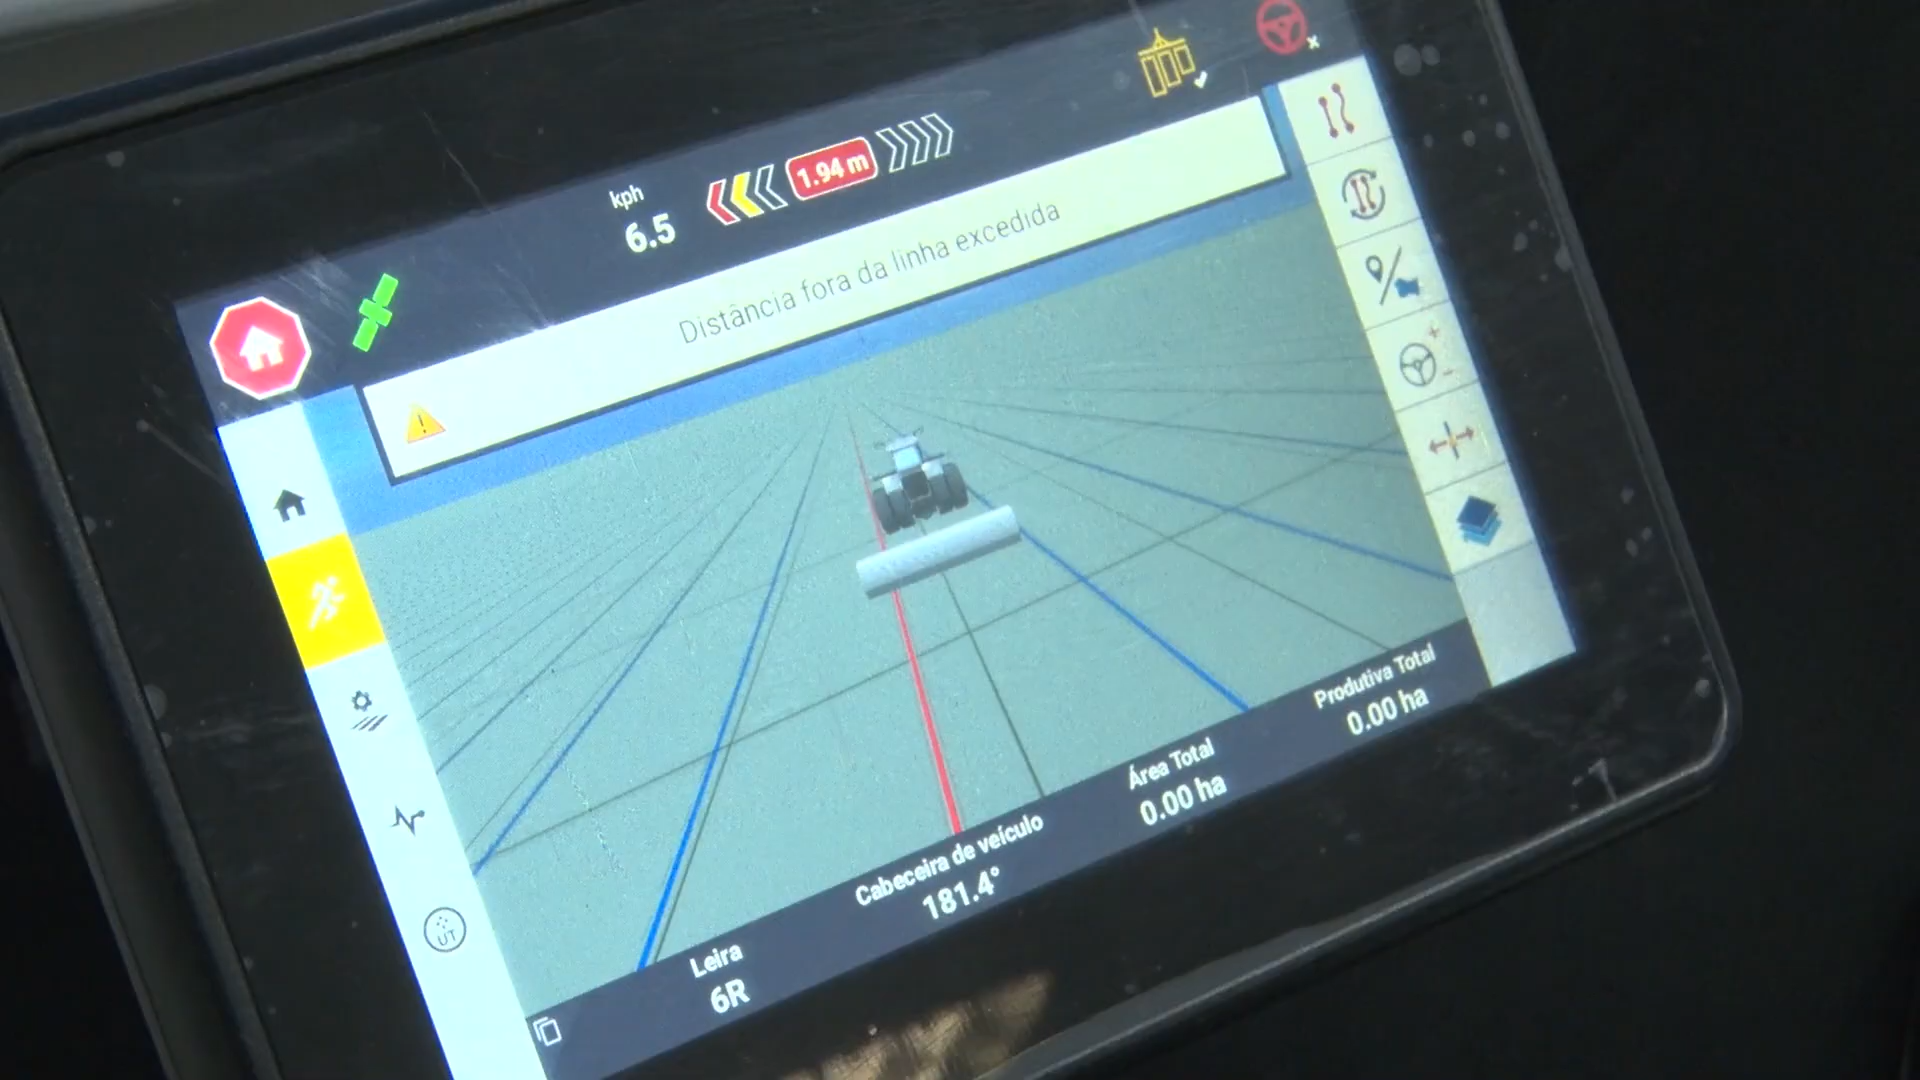 kph
6.5
1.94 m
Distância fora da linha excedida
UT
Leira
6R
Cabeceira de veículo
181.4°
Área Total
0.00 ha
Produtiva Total
0.00 ha